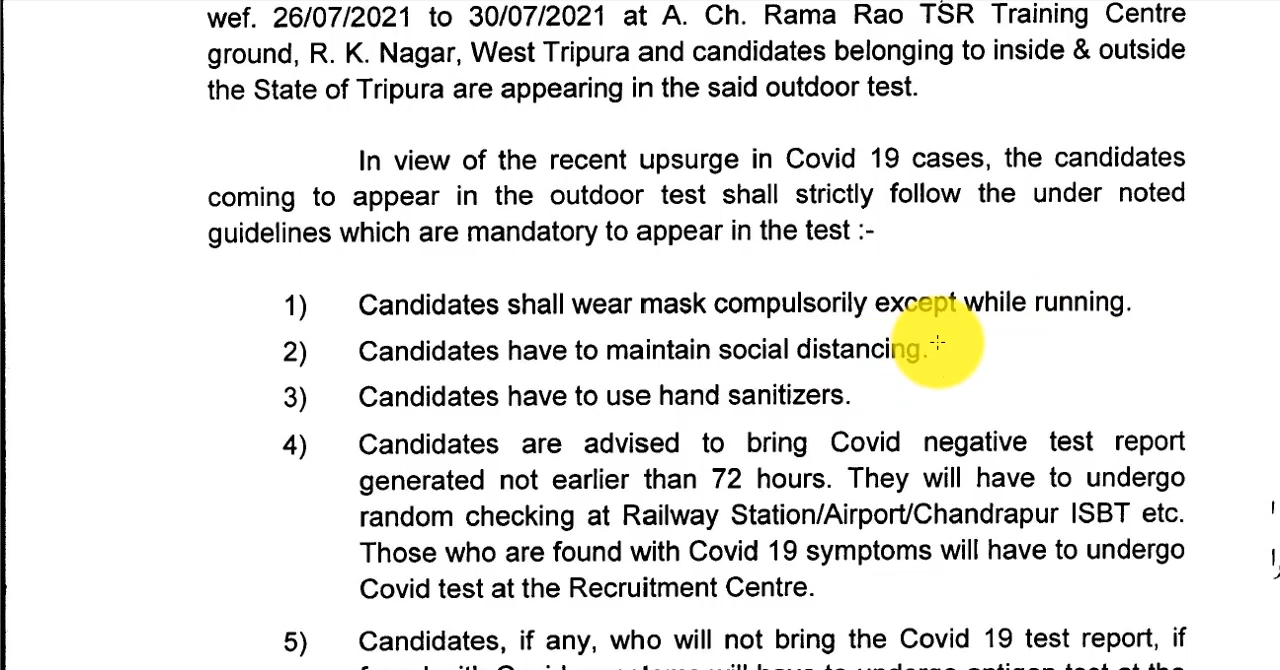 wef. 26/07/2021 to 30/07/2021 at A. Ch. Rama Rao TSR Training Centre
ground, R. K. Nagar, West Tripura and candidates belonging to inside & outside
the State of Tripura are appearing in the said outdoor test.
In view of the recent upsurge in Covid 19 cases, the candidates
coming to appear in the outdoor test shall strictly follow the under noted
guidelines which are mandatory to appear in the test :-
1) Candidates shall wear mask compulsorily except while running.
2) Candidates have to maintain social distancing.
3) Candidates have to use hand sanitizers.
4) Candidates are advised to bring Covid negative test report
generated not earlier than 72 hours. They will have to undergo
random checking at Railway Station/Airport/Chandrapur ISBT etc.
Those who are found with Covid 19 symptoms will have to undergo
Covid test at the Recruitment Centre.
5) Candidates, if any, who will not bring the Covid 19 test report, if